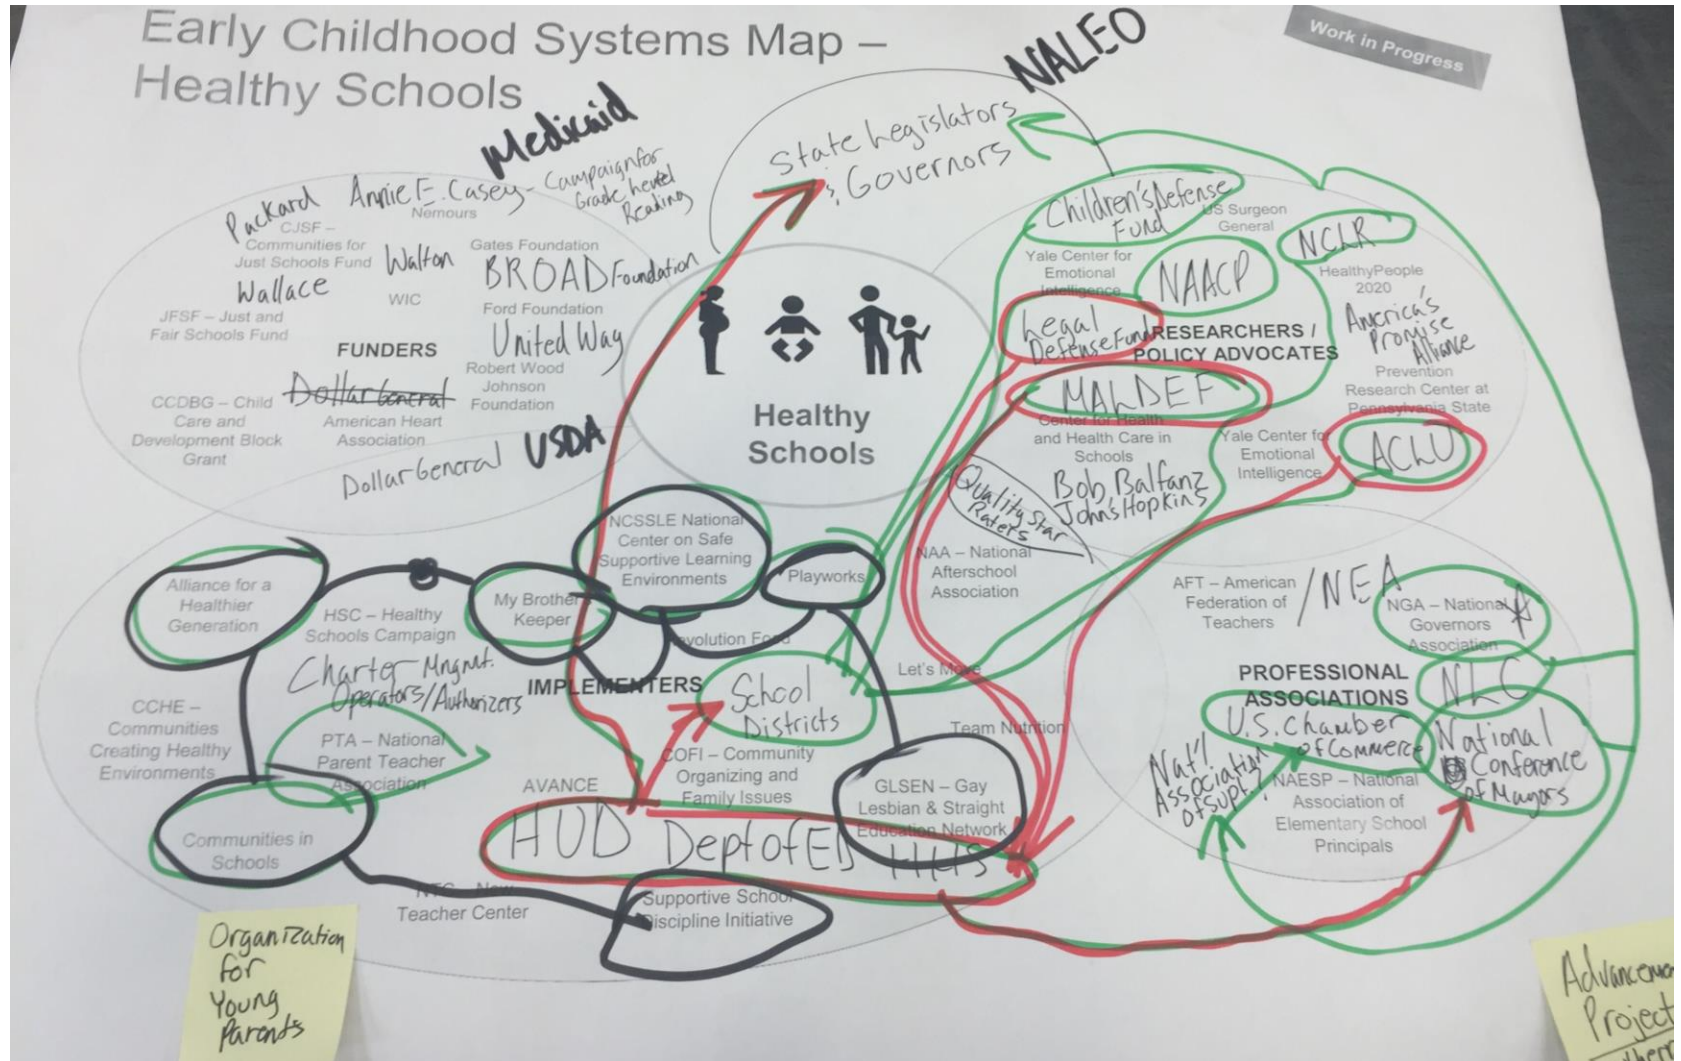 Early Childhood Systems Map –
Healthy Schools
Work in Progress
NALEO
Medicaid
State Legislators
& Governors
Packard
Annie E. Casey - Campaign for
Grade Level
Reading
Nemours
CJSF –
Communities for
Just Schools Fund
Walton
Gates Foundation
BROAD Foundation
Wallace
WIC
Ford Foundation
JFSF – Just and
Fair Schools Fund
United Way
FUNDERS
Robert Wood
Johnson
Foundation
Dollar General
CCDBG – Child
Care and
Development Block
Grant
American Heart
Association
Dollar General
USDA
Healthy
Schools
Children's Defense
Fund
US Surgeon
General
NCLR
Yale Center for
Emotional
Intelligence
NAACP
HealthyPeople
2020
Legal
Defense Fund
RESEARCHERS /
POLICY ADVOCATES
America's
Promise
Alliance
MALDEF
Prevention
Research Center at
Pennsylvania State
Center for Health
and Health Care in
Schools
Yale Center for
Emotional
Intelligence
ACLU
Quality Star
Raters
Bob Balfanz
John's Hopkins
NCSSLE National
Center on Safe
Supportive Learning
Environments
Playworks
NAA – National
Afterschool
Association
Alliance for a
Healthier
Generation
HSC – Healthy
Schools Campaign
My Brother
Keeper
Charter Mngmt.
Operators/Authorizers
IMPLEMENTERS
School
Districts
Let's Move
Team Nutrition
CCHE –
Communities
Creating Healthy
Environments
PTA – National
Parent Teacher
Association
COFI – Community
Organizing and
Family Issues
AVANCE
GLSEN – Gay
Lesbian & Straight
Education Network
HUD Dept of ED HHS
Communities in
Schools
Teacher Center
Supportive School
Discipline Initiative
AFT – American
Federation of
Teachers
/NEA
NGA – National
Governors
Association
PROFESSIONAL
ASSOCIATIONS
NLC
U.S. Chamber
of Commerce
National
Conference
of Mayors
Nat'l
Association
of Supt.?
NAESP – National
Association of
Elementary School
Principals
Organization
for
Young
Parents
Project